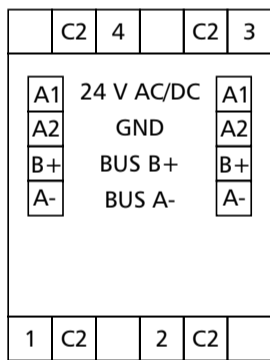 C2 4 C2 3
A1 24 V AC/DC A1
A2 GND A2
B+ BUS B+ B+
A- BUS A- A-
1 C2 2 C2